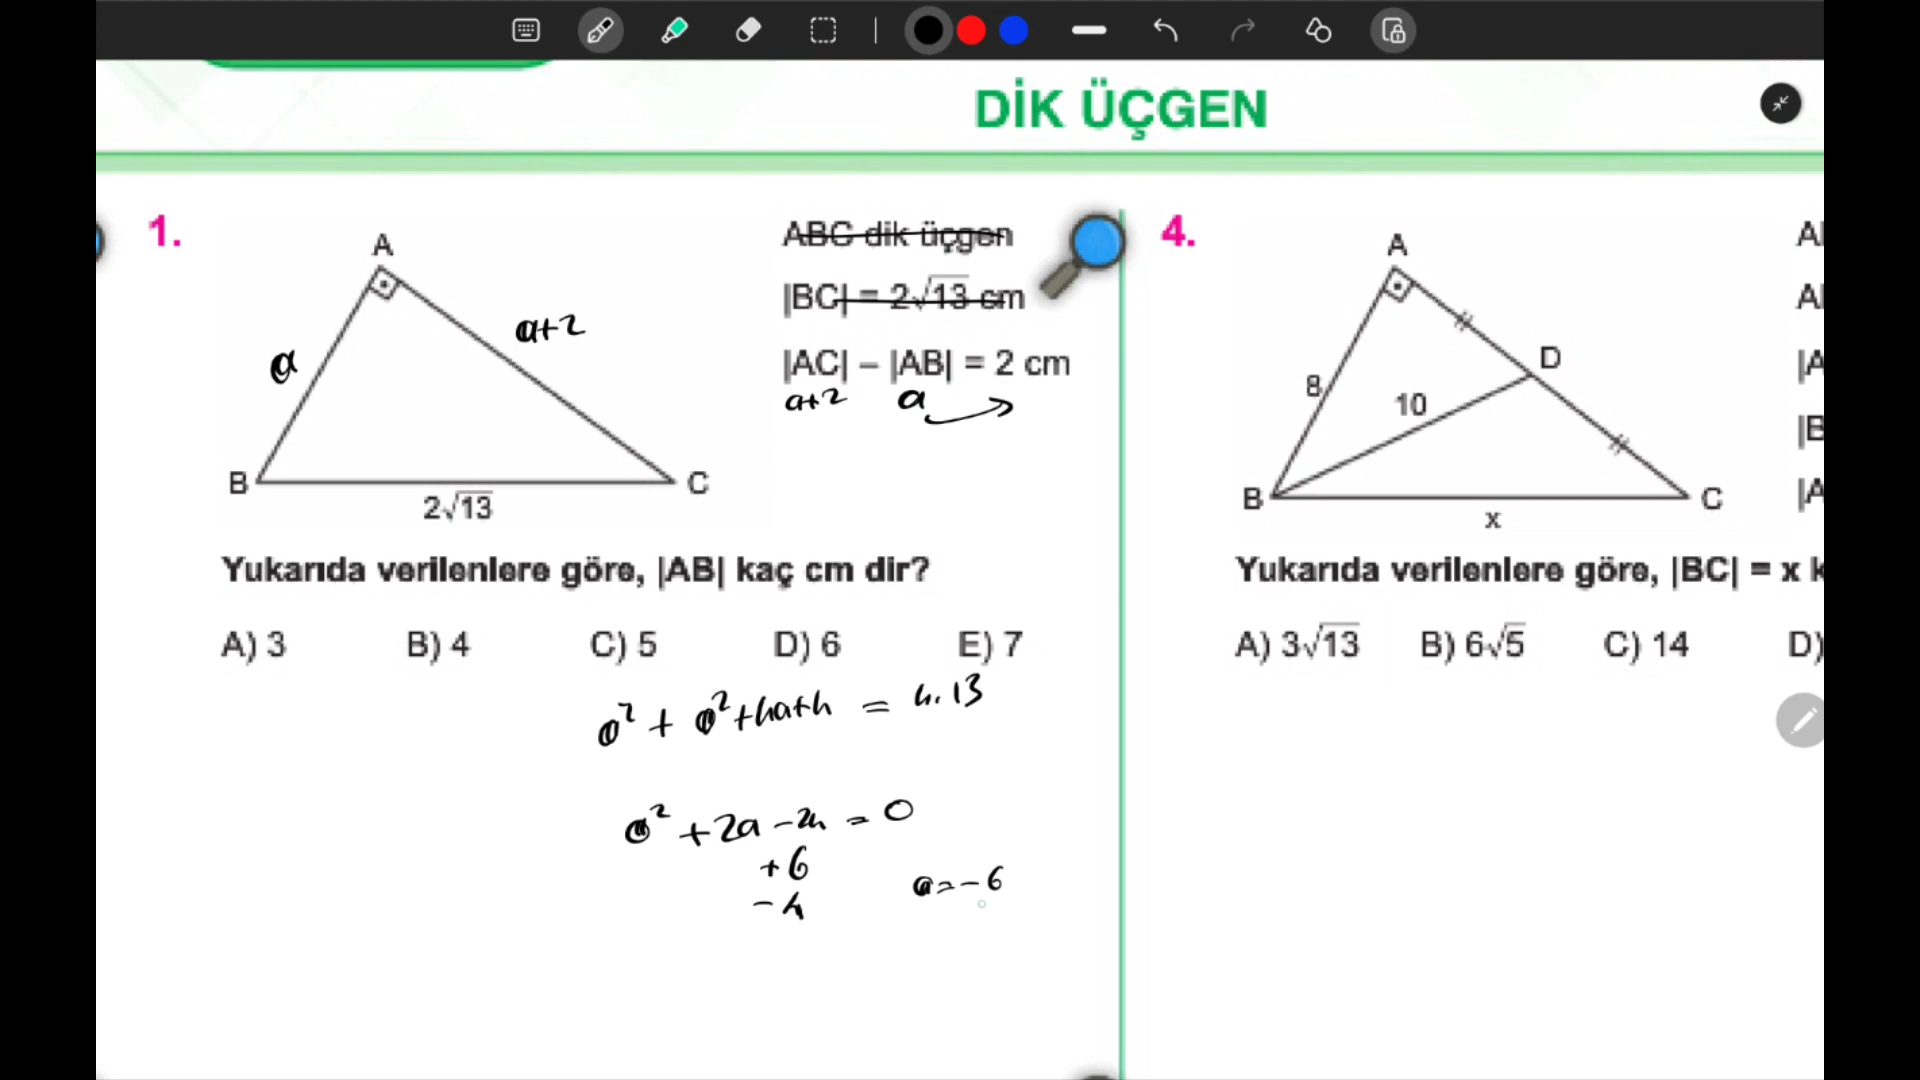 DİK ÜÇGEN
1.
A
B
C
a
a+2
2√13
ABC dik üçgen
|BC| = 2√13 cm
|AC| – |AB| = 2 cm
a+2 a
Yukarıda verilenlere göre, |AB| kaç cm dir?
A) 3 B) 4 C) 5 D) 6 E) 7
a² + a²+4a+4 = 4.13
a² +2a -24 = 0
+6
-4
a=-6
4.
A
B
C
D
8
10
x
|A
|B
|A
Yukarıda verilenlere göre, |BC| = x k
A) 3√13 B) 6√5 C) 14 D)